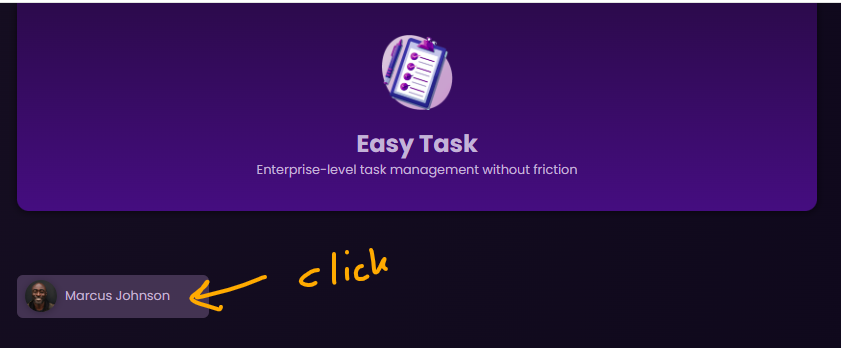 Easy Task
Enterprise-level task management without friction
click
Marcus Johnson